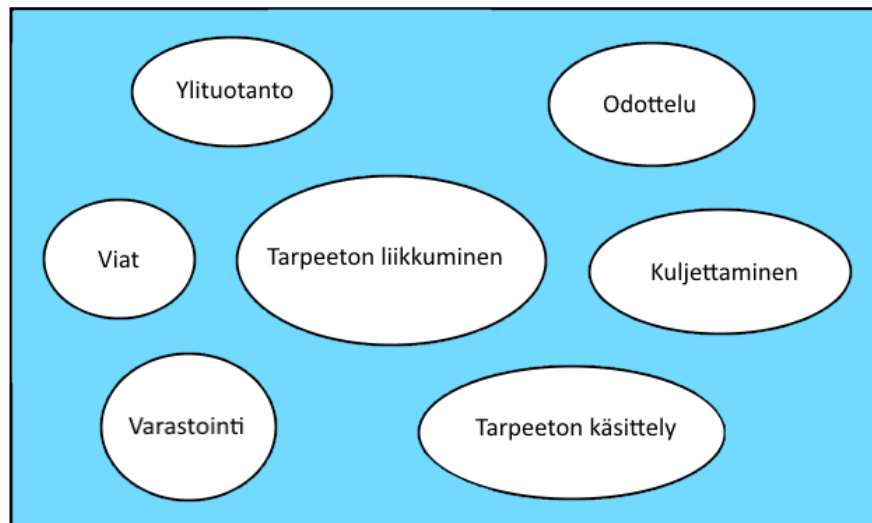 Ylituotanto
Odottelu
Viat
Tarpeeton liikkuminen
Kuljettaminen
Varastointi
Tarpeeton käsittely